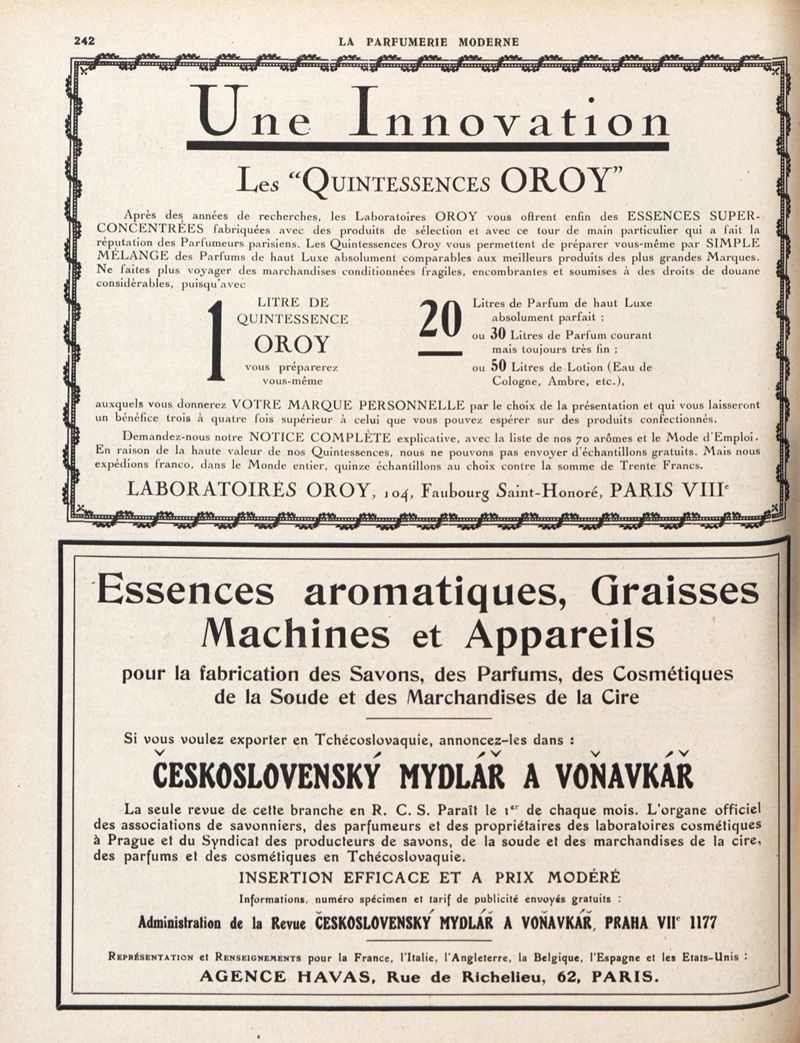 242
LA PARFUMERIE MODERNE
Une Innovation
Les “Quintessences OROY”
Après des années de recherches, les Laboratoires OROY vous offrent enfin des ESSENCES SUPER-
CONCENTRÉES fabriquées avec des produits de sélection et avec ce tour de main particulier qui a fait la
réputation des Parfumeurs parisiens. Les Quintessences Oroy vous permettent de préparer vous-même par SIMPLE
MÉLANGE des Parfums de haut Luxe absolument comparables aux meilleurs produits des plus grandes Marques.
Ne faites plus voyager des marchandises conditionnées fragiles, encombrantes et soumises à des droits de douane
considérables, puisqu'avec
1 LITRE DE
QUINTESSENCE
OROY
vous préparerez
vous-même
20 Litres de Parfum de haut Luxe
absolument parfait ;
ou 30 Litres de Parfum courant
mais toujours très fin ;
ou 50 Litres de Lotion (Eau de
Cologne, Ambre, etc.),
auxquels vous donnerez VOTRE MARQUE PERSONNELLE par le choix de la présentation et qui vous laisseront
un bénéfice trois à quatre fois supérieur à celui que vous pouvez espérer sur des produits confectionnés.
Demandez-nous notre NOTICE COMPLÈTE explicative, avec la liste de nos 70 arômes et le Mode d'Emploi.
En raison de la haute valeur de nos Quintessences, nous ne pouvons pas envoyer d'échantillons gratuits. Mais nous
expédions franco, dans le Monde entier, quinze échantillons au choix contre la somme de Trente Francs.
LABORATOIRES OROY, 104, Faubourg Saint-Honoré, PARIS VIIIe
Essences aromatiques, Graisses
Machines et Appareils
pour la fabrication des Savons, des Parfums, des Cosmétiques
de la Soude et des Marchandises de la Cire
Si vous voulez exporter en Tchécoslovaquie, annoncez-les dans :
ČESKOSLOVENSKÝ MYDLÁŘ A VOŇAVKÁŘ
La seule revue de cette branche en R. C. S. Paraît le 1er de chaque mois. L'organe officiel
des associations de savonniers, des parfumeurs et des propriétaires des laboratoires cosmétiques
à Prague et du Syndicat des producteurs de savons, de la soude et des marchandises de la cire,
des parfums et des cosmétiques en Tchécoslovaquie.
INSERTION EFFICACE ET A PRIX MODÉRÉ
Informations, numéro spécimen et tarif de publicité envoyés gratuits :
Administration de la Revue ČESKOSLOVENSKÝ MYDLÁŘ A VOŇAVKÁŘ, PRAHA VIIe 1177
Représentation et Renseignements pour la France, l'Italie, l'Angleterre, la Belgique, l'Espagne et les Etats-Unis :
AGENCE HAVAS, Rue de Richelieu, 62, PARIS.